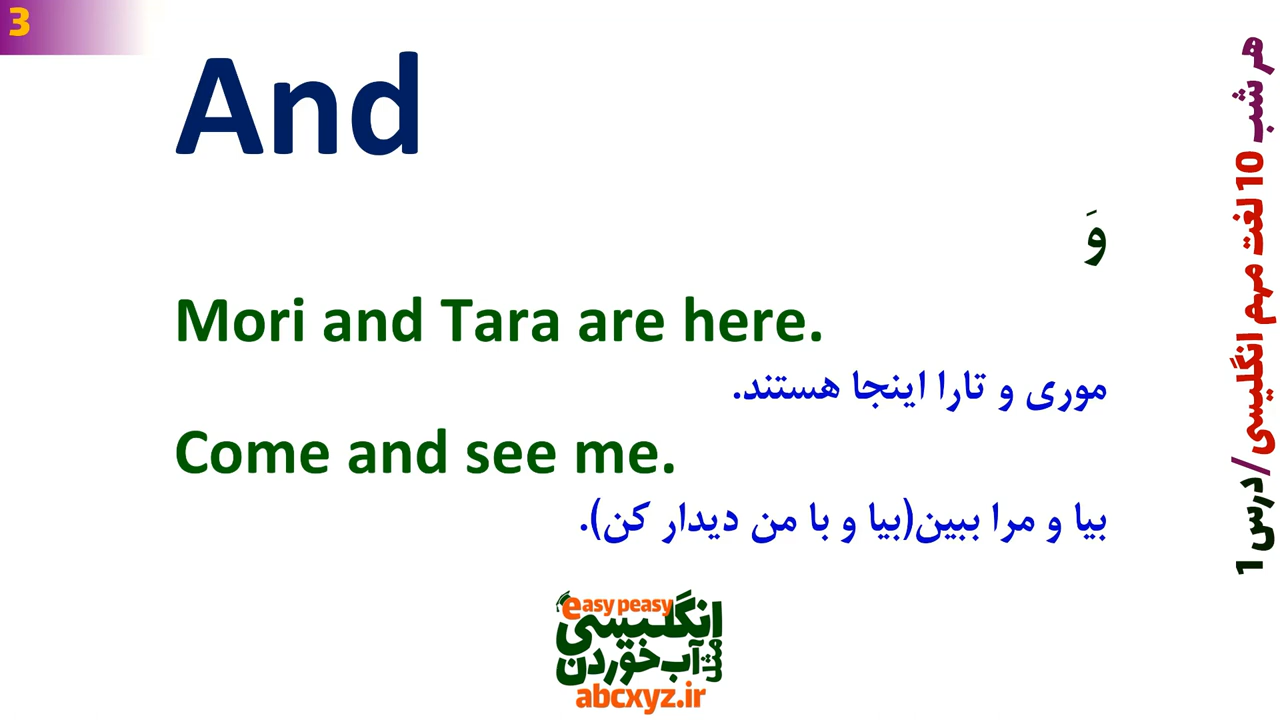 3
And
وَ
Mori and Tara are here.
موری و تارا اینجا هستند.
Come and see me.
بیا و مرا ببین(بیا و با من دیدار کن).
هر شب 10 لغت مهم انگلیسی/درس 1
easy peasy
انگلیسی
مثل
آب خوردن
abcxyz.ir